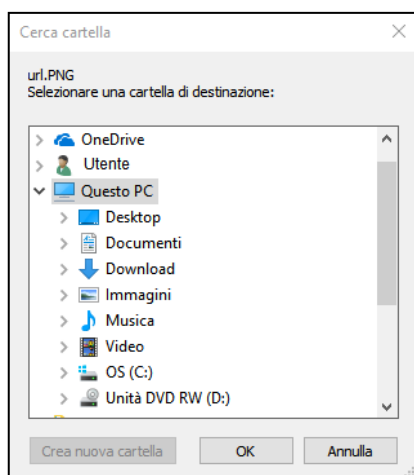 Cerca cartella
url.PNG
Selezionare una cartella di destinazione:
OneDrive
Utente
Questo PC
Desktop
Documenti
Download
Immagini
Musica
Video
OS (C:)
Unità DVD RW (D:)
Crea nuova cartella OK Annulla